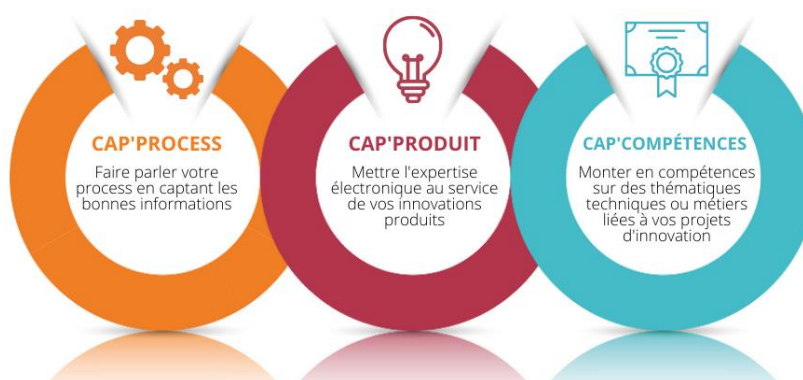 CAP'PROCESS
Faire parler votre
process en captant les
bonnes informations
CAP'PRODUIT
Mettre l'expertise
électronique au service
de vos innovations
produits
CAP'COMPÉTENCES
Monter en compétences
sur des thématiques
techniques ou métiers
liées à vos projets
d'innovation